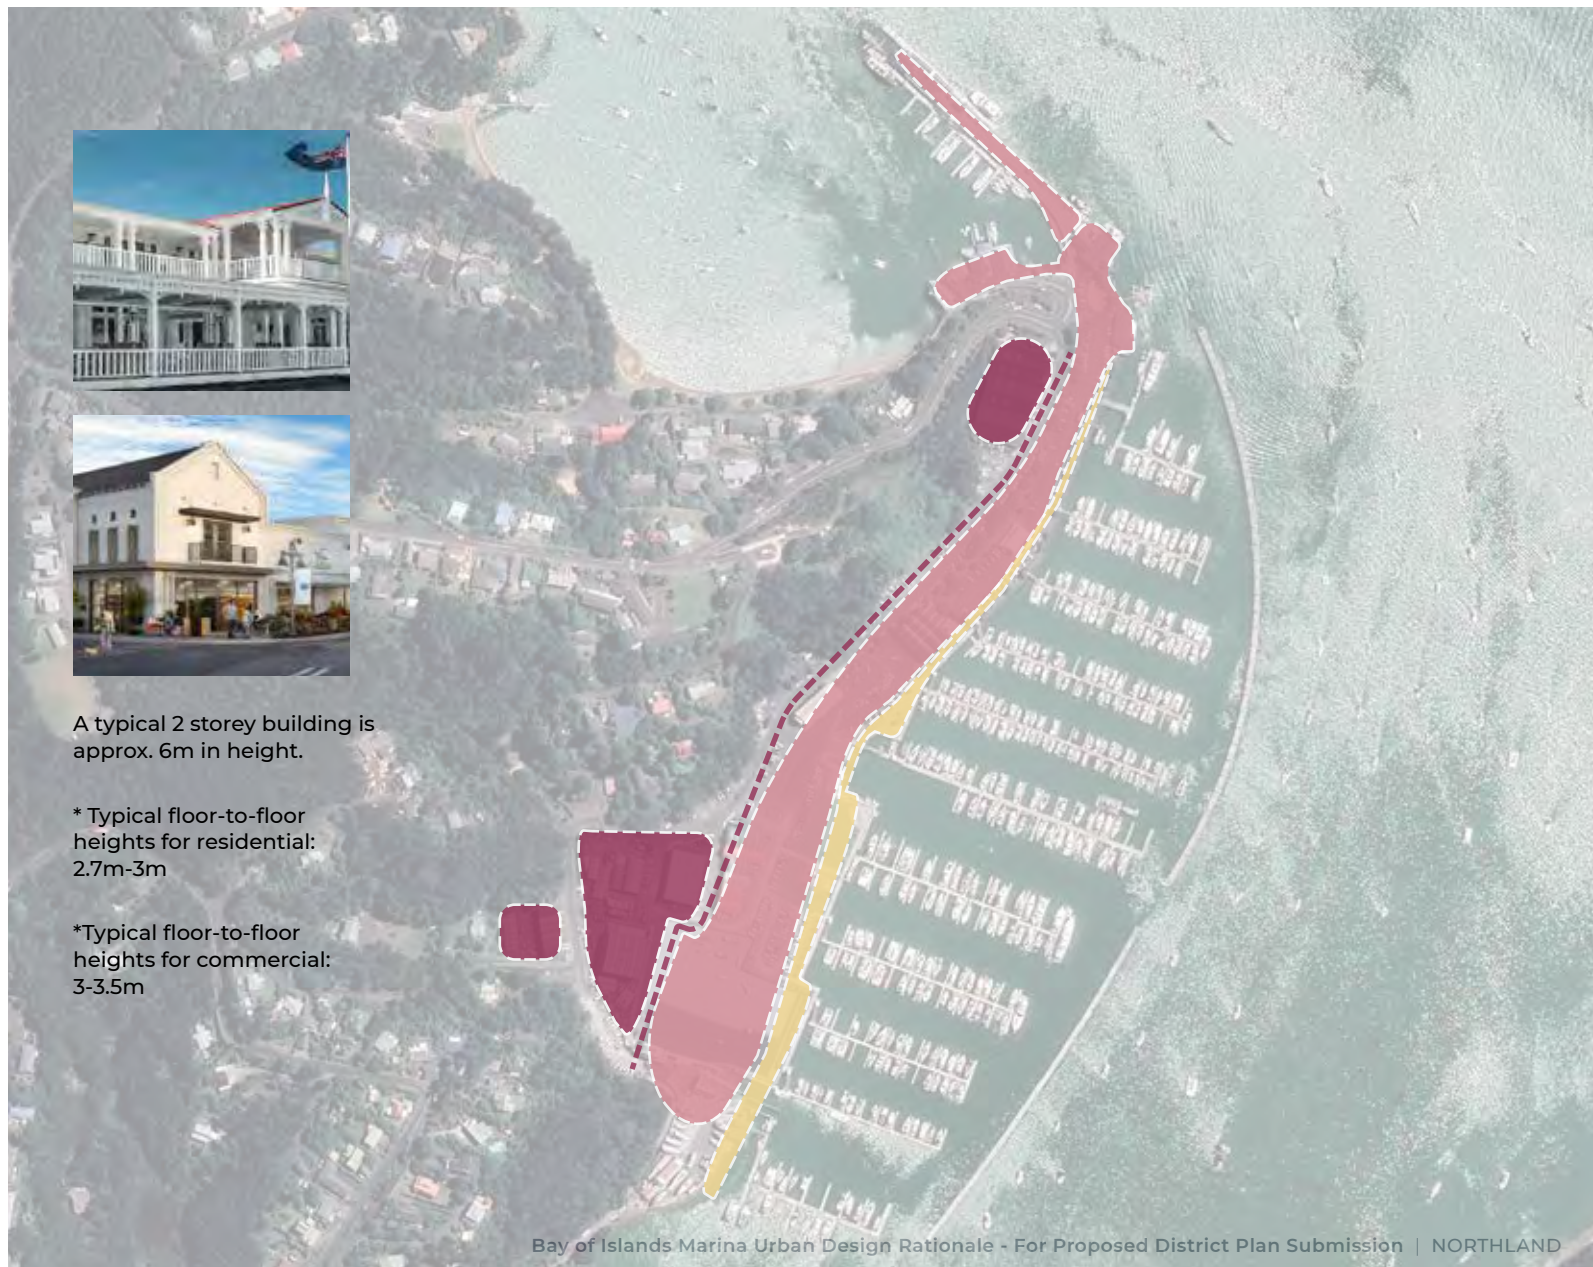 A typical 2 storey building is
approx. 6m in height.
* Typical floor-to-floor
heights for residential:
2.7m-3m
*Typical floor-to-floor
heights for commercial:
3-3.5m
Bay of Islands Marina Urban Design Rationale - For Proposed District Plan Submission | NORTHLAND